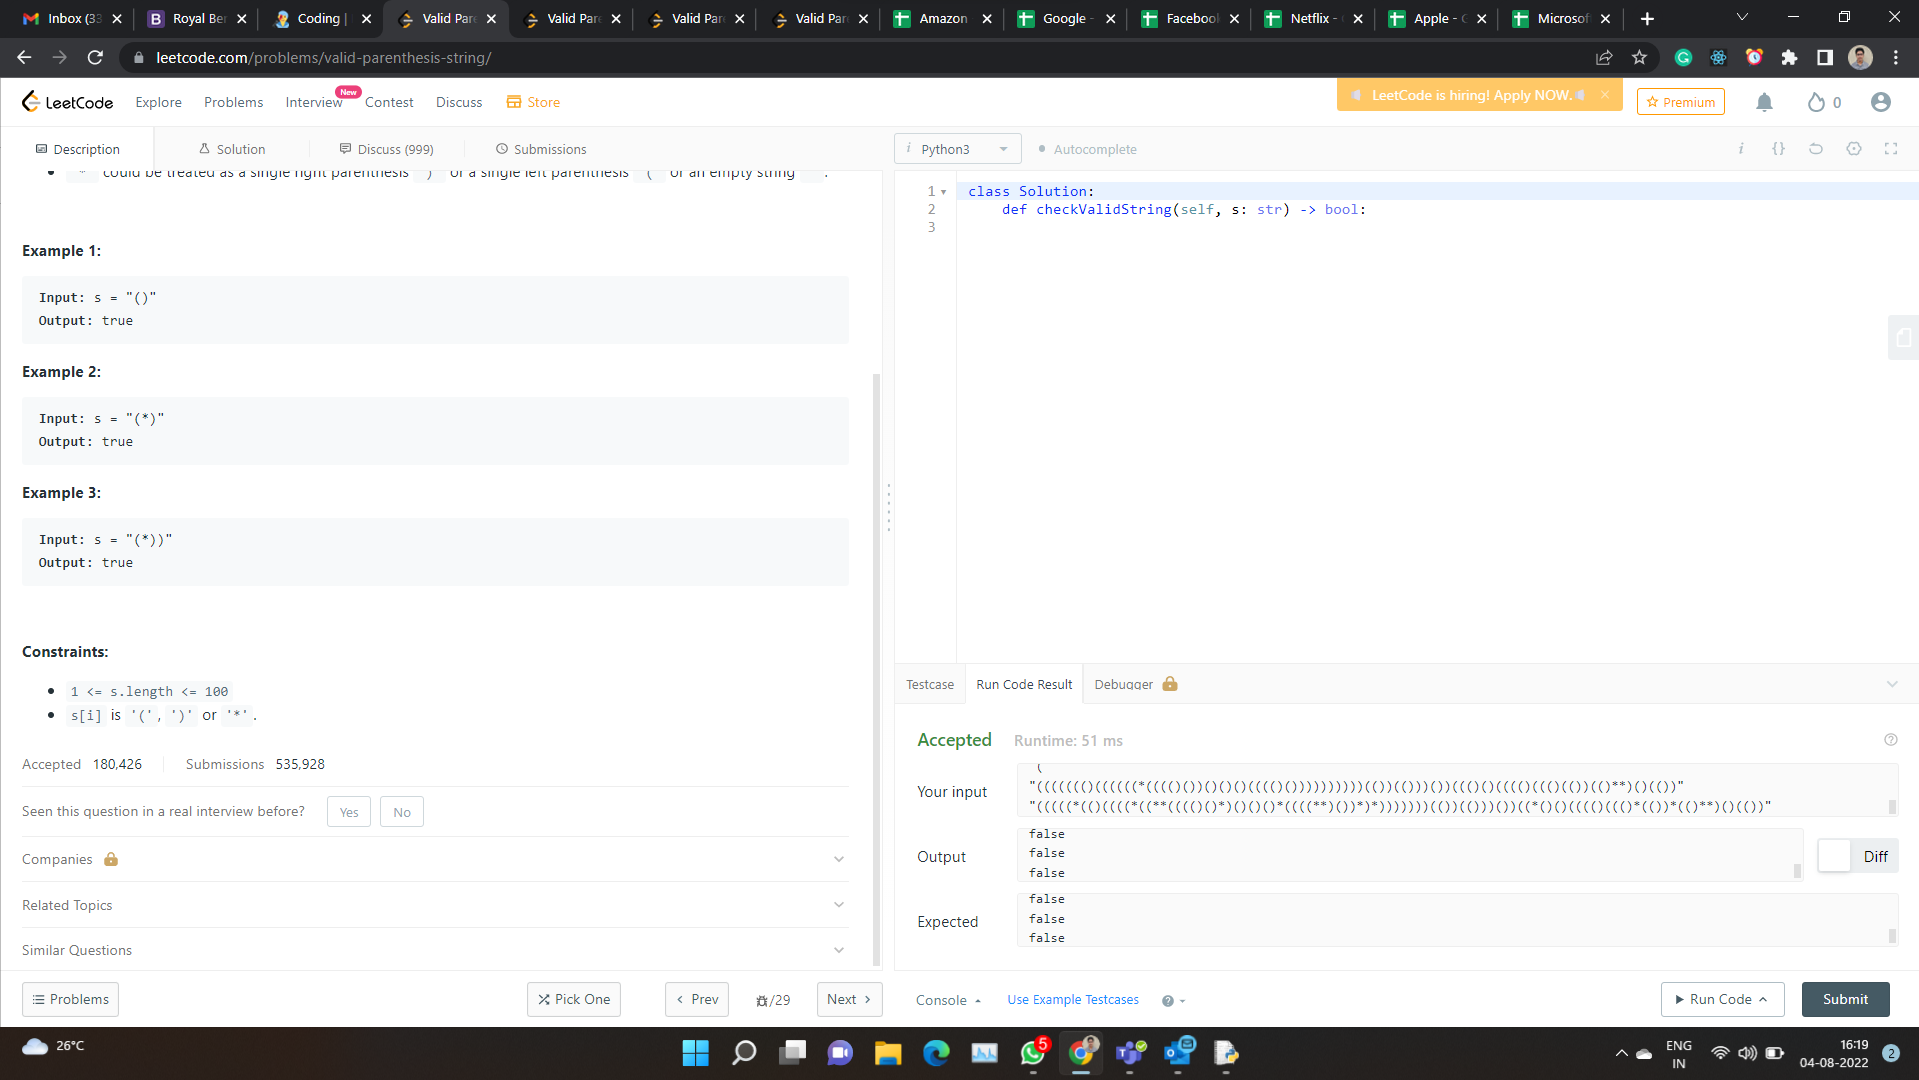 Inbox (33
Royal Ber
Coding |
Valid Pare
Valid Pare
Valid Pare
Valid Pare
Amazon
Google -
Facebook
Netflix -
Apple - G
Microsof
leetcode.com/problems/valid-parenthesis-string/
LeetCode
Explore
Problems
Interview
New
Contest
Discuss
Store
LeetCode is hiring! Apply NOW.
Premium
0
Description
Solution
Discuss (999)
Submissions
Python3
Autocomplete
'*' could be treated as a single right parenthesis ')' or a single left parenthesis '(' or an empty string "".
Example 1:
Input: s = "()"
Output: true
Example 2:
Input: s = "(*)"
Output: true
Example 3:
Input: s = "(*))"
Output: true
Constraints:
1 <= s.length <= 100
s[i] is '(', ')' or '*'.
Accepted 180,426
Submissions 535,928
Seen this question in a real interview before?
Yes
No
Companies
Related Topics
Similar Questions
Problems
Pick One
Prev
/29
Next
1 class Solution:
2 def checkValidString(self, s: str) -> bool:
3
Testcase
Run Code Result
Debugger
Accepted
Runtime: 51 ms
Your input
Output
false
false
false
Diff
Expected
false
false
false
Console
Use Example Testcases
Run Code
Submit
26°C
5
ENG
IN
16:19
04-08-2022
2